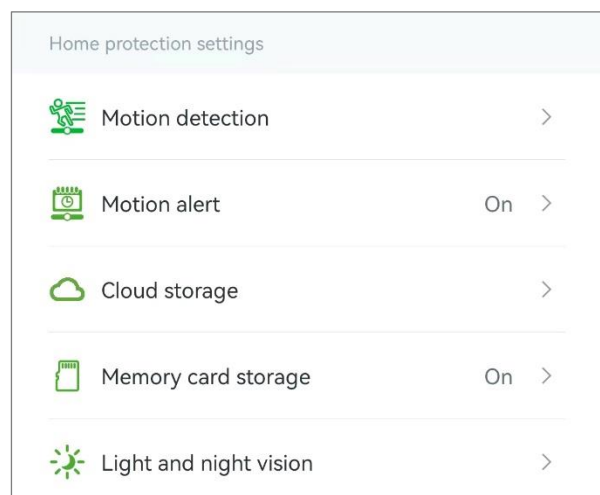 Home protection settings
Motion detection
Motion alert On
Cloud storage
Memory card storage On
Light and night vision